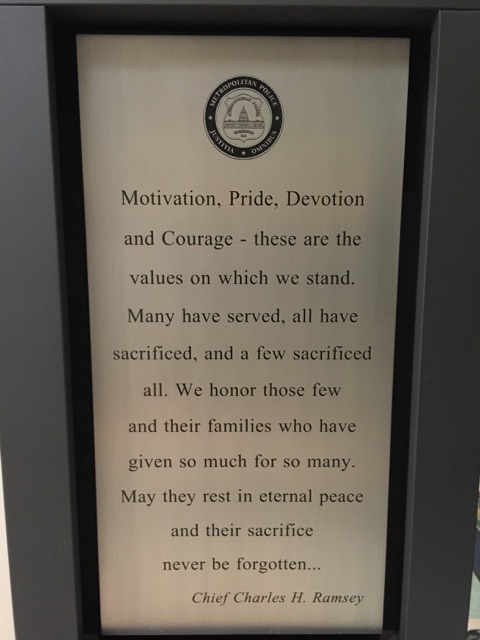 METROPOLITAN POLICE
JUSTITIA ★ OMNIBUS
Motivation, Pride, Devotion
and Courage - these are the
values on which we stand.
Many have served, all have
sacrificed, and a few sacrificed
all. We honor those few
and their families who have
given so much for so many.
May they rest in eternal peace
and their sacrifice
never be forgotten...
Chief Charles H. Ramsey